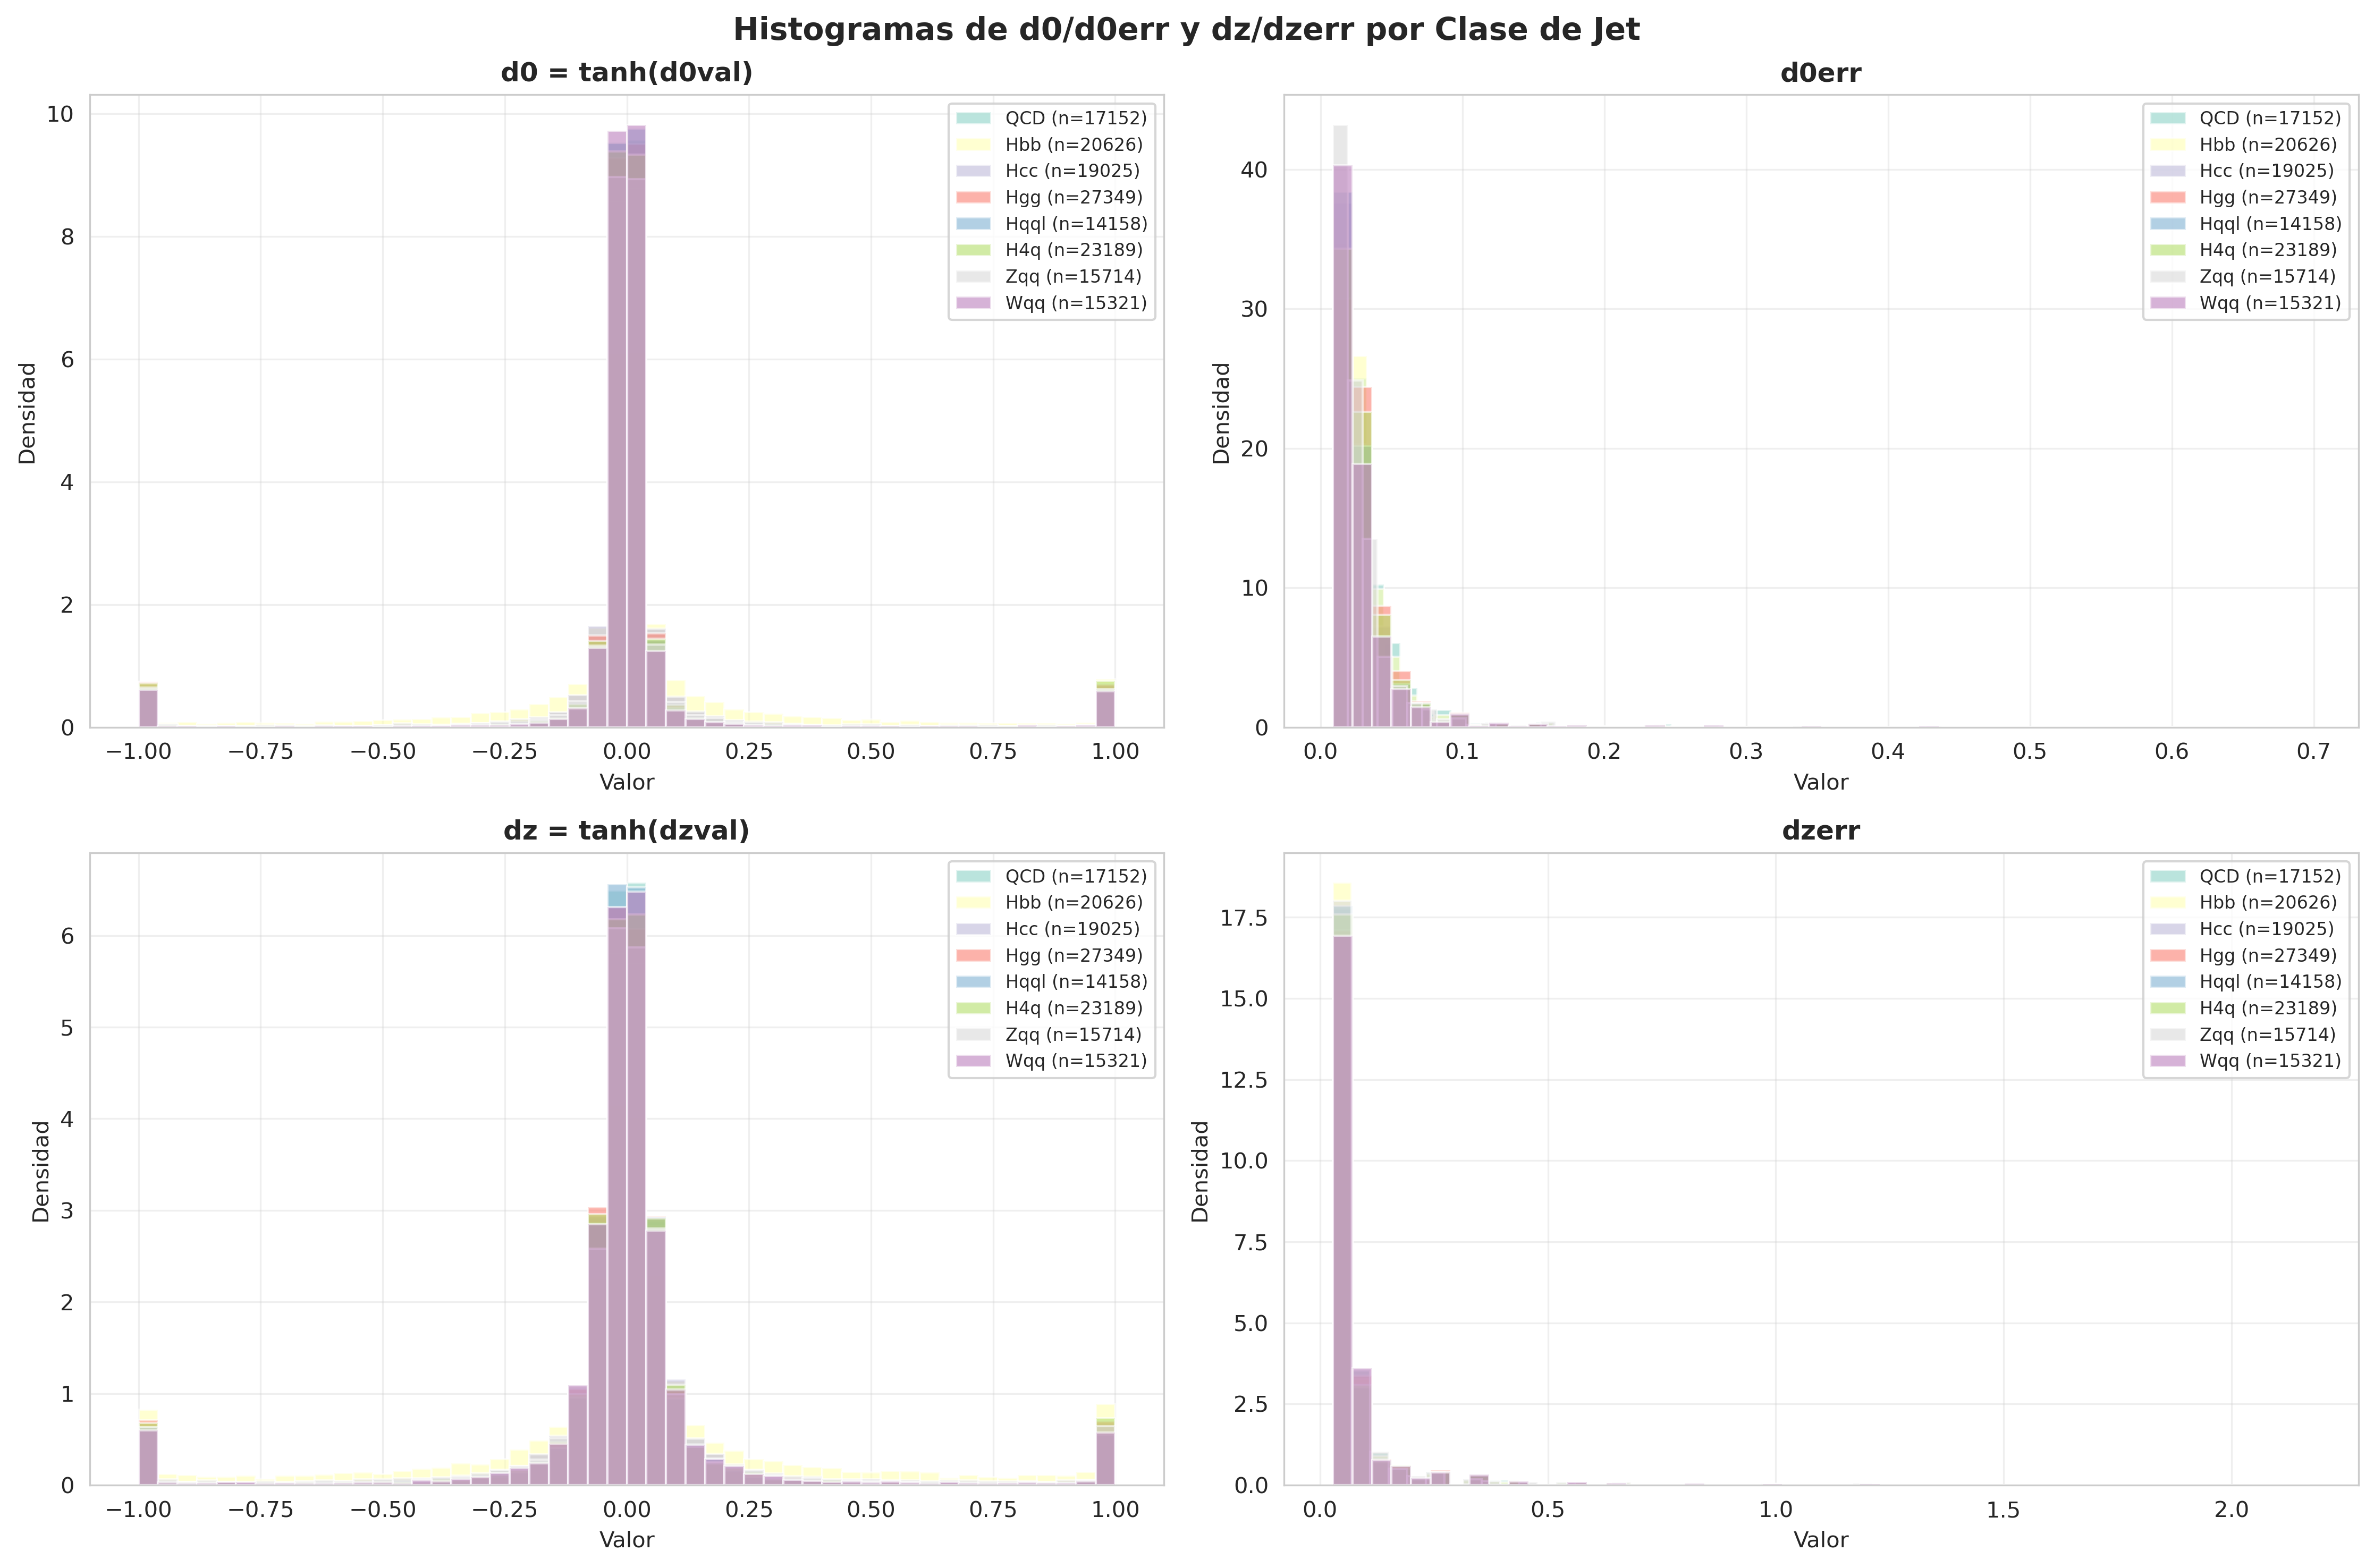 Histogramas de d0/d0err y dz/dzerr por Clase de Jet
d0 = tanh(d0val)
Densidad
10
8
6
4
2
0
−1.00 −0.75 −0.50 −0.25 0.00 0.25 0.50 0.75 1.00
Valor
QCD (n=17152)
Hbb (n=20626)
Hcc (n=19025)
Hgg (n=27349)
Hqql (n=14158)
H4q (n=23189)
Zqq (n=15714)
Wqq (n=15321)
d0err
Densidad
40
30
20
10
0
0.0 0.1 0.2 0.3 0.4 0.5 0.6 0.7
Valor
QCD (n=17152)
Hbb (n=20626)
Hcc (n=19025)
Hgg (n=27349)
Hqql (n=14158)
H4q (n=23189)
Zqq (n=15714)
Wqq (n=15321)
dz = tanh(dzval)
Densidad
6
5
4
3
2
1
0
−1.00 −0.75 −0.50 −0.25 0.00 0.25 0.50 0.75 1.00
Valor
QCD (n=17152)
Hbb (n=20626)
Hcc (n=19025)
Hgg (n=27349)
Hqql (n=14158)
H4q (n=23189)
Zqq (n=15714)
Wqq (n=15321)
dzerr
Densidad
17.5
15.0
12.5
10.0
7.5
5.0
2.5
0.0
0.0 0.5 1.0 1.5 2.0
Valor
QCD (n=17152)
Hbb (n=20626)
Hcc (n=19025)
Hgg (n=27349)
Hqql (n=14158)
H4q (n=23189)
Zqq (n=15714)
Wqq (n=15321)